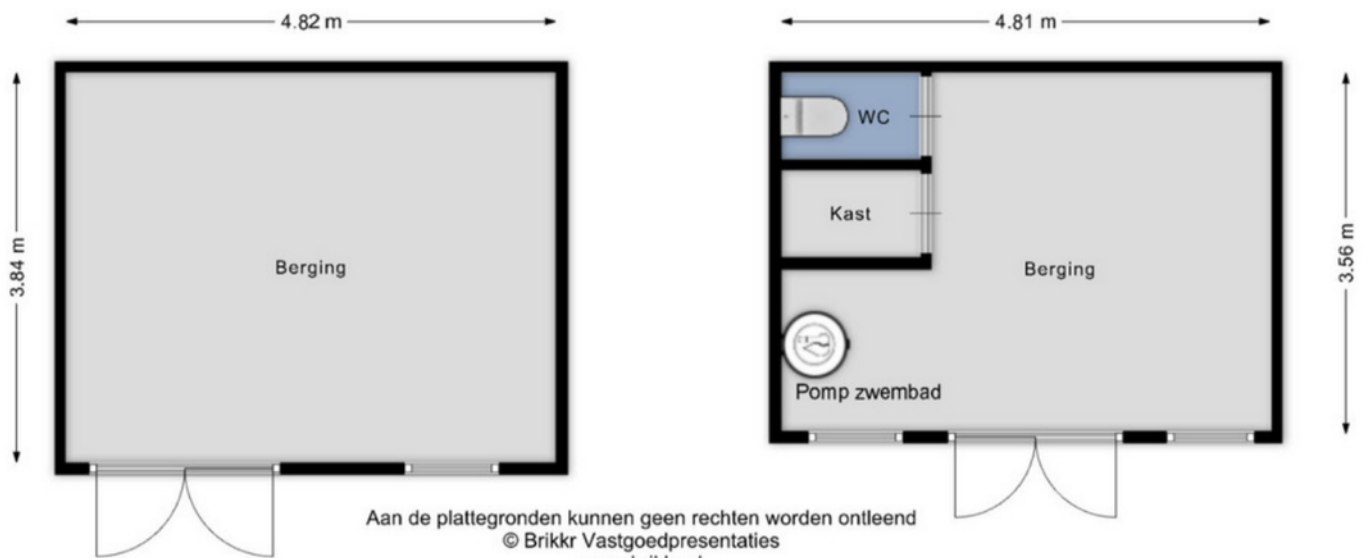 4.82 m
4.81 m
3.84 m
Berging
WC
Kast
Berging
3.56 m
Pomp zwembad
Aan de plattegronden kunnen geen rechten worden ontleend
© Brikkr Vastgoedpresentaties